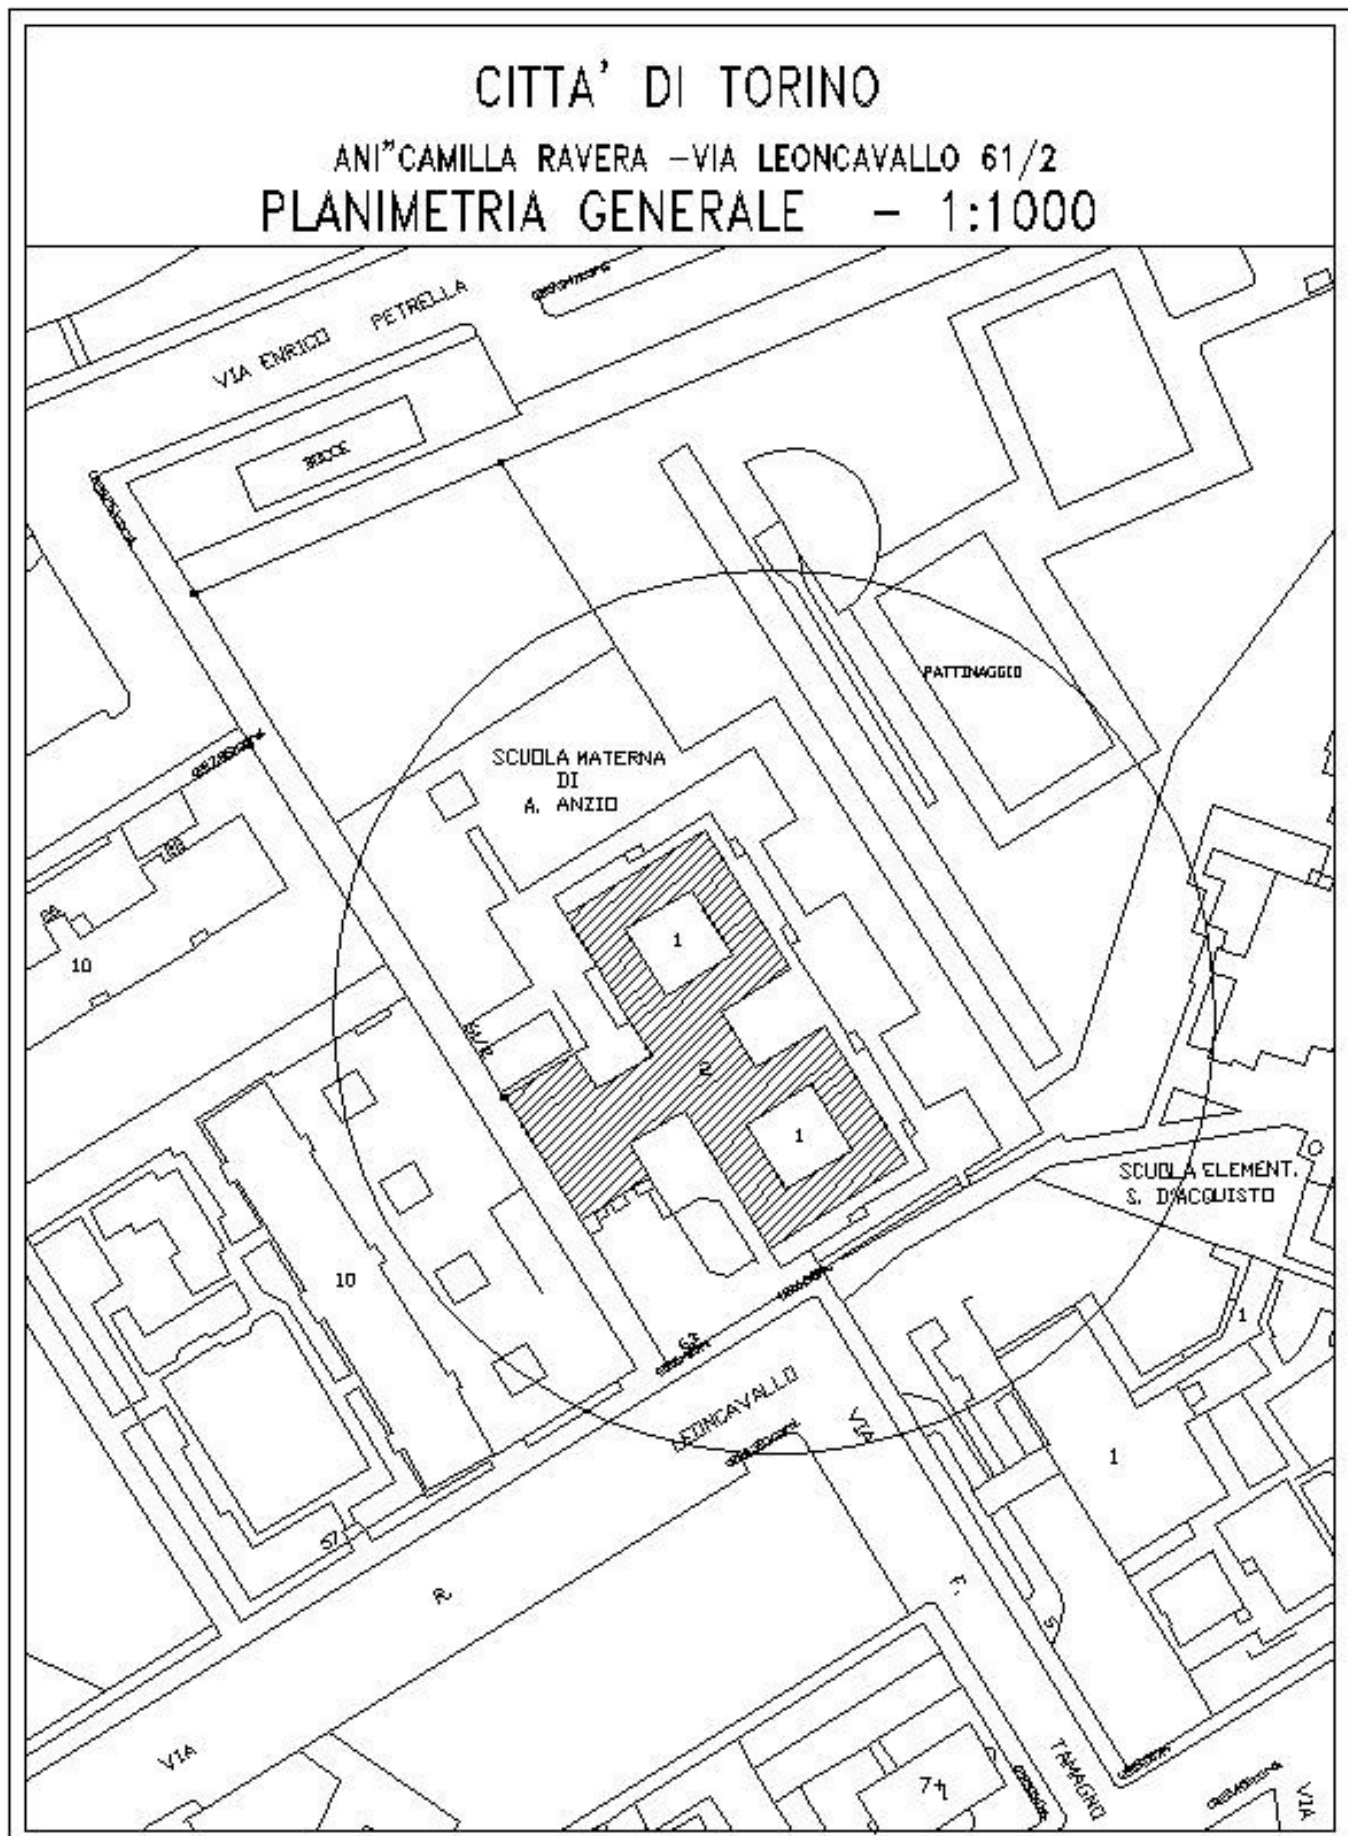 CITTA' DI TORINO
ANI"CAMILLA RAVERA -VIA LEONCAVALLO 61/2
PLANIMETRIA GENERALE - 1:1000
VIA ENRICO PETRELLA
BOCCE
PATTINAGGIO
SCUOLA MATERNA
DI
A. ANZIO
10
1
2
1
SCUOLA ELEMENT.
S. D'ACQUISTO
10
1
63
LEONCAVALLO
VIA
1
57
R.
F.
VIA
TAMAGNO
VIA